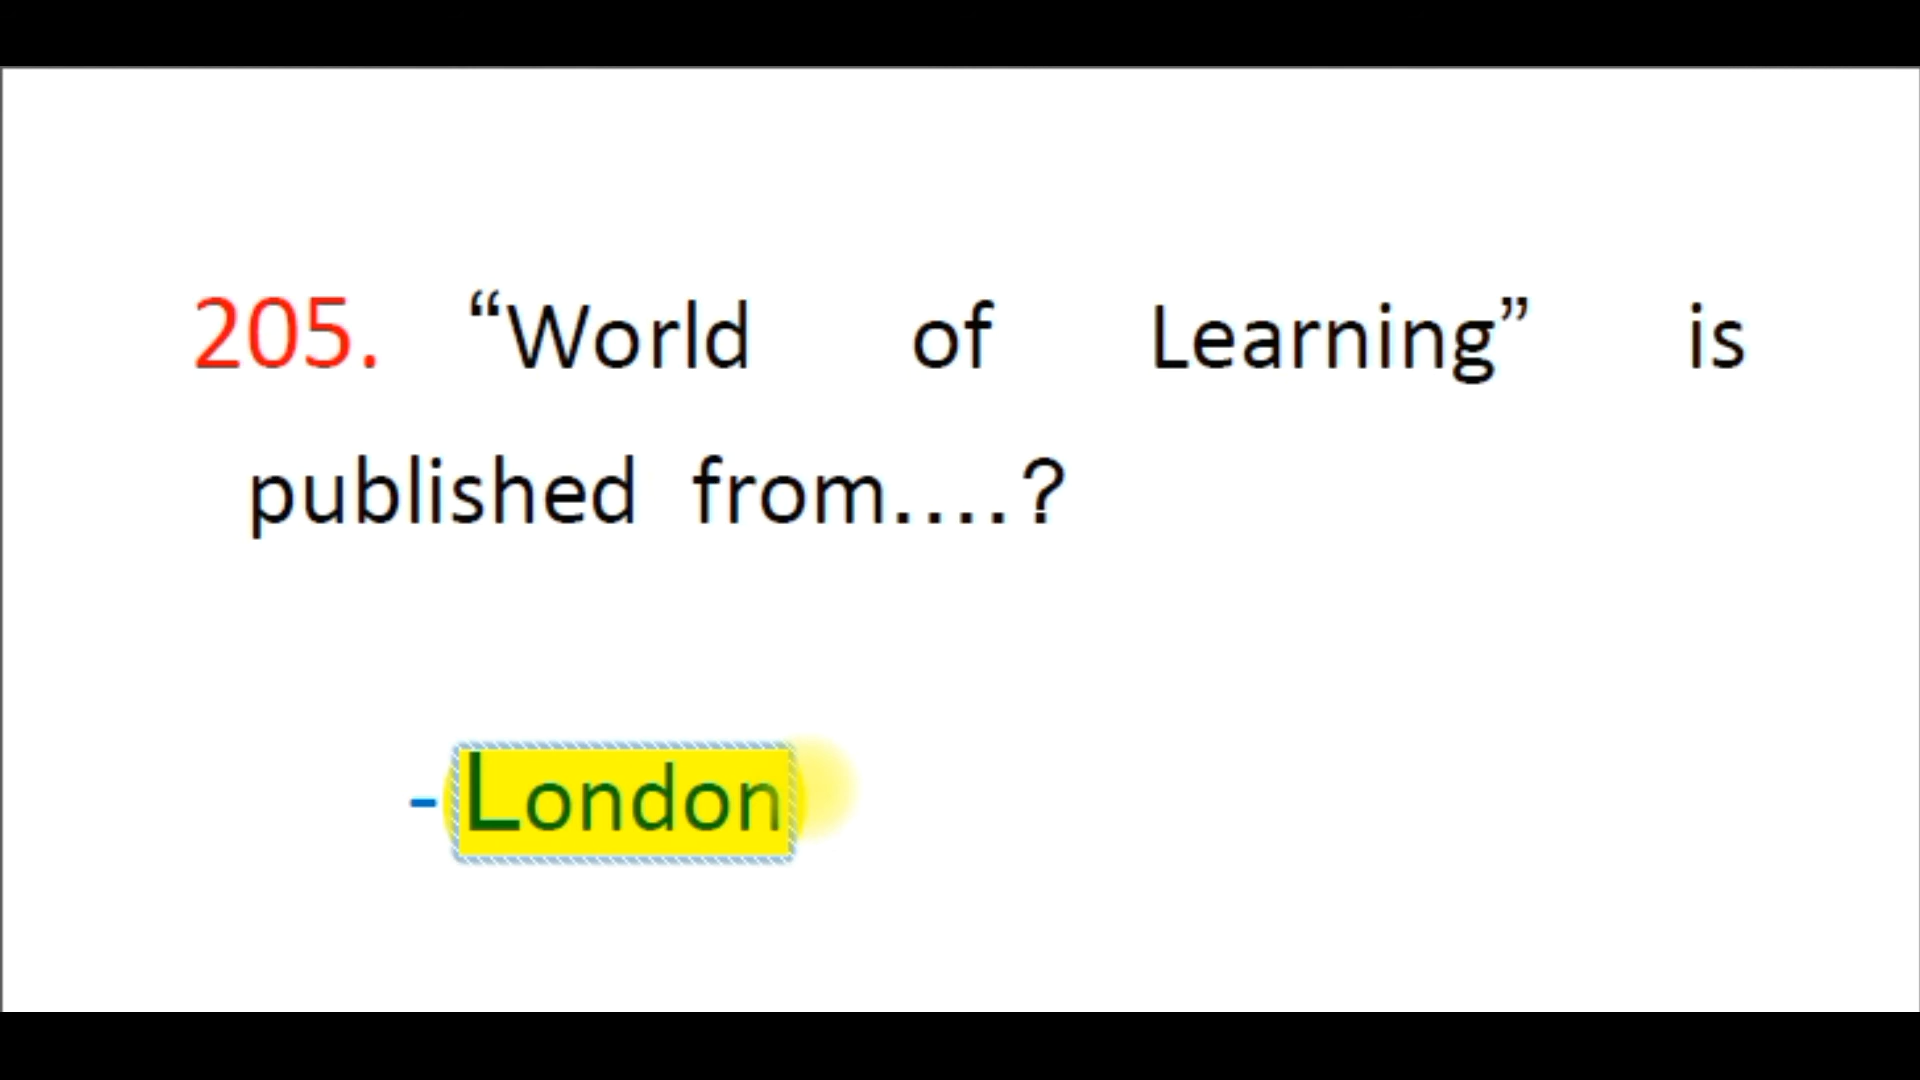 205. “World of Learning” is
published from....?
-London